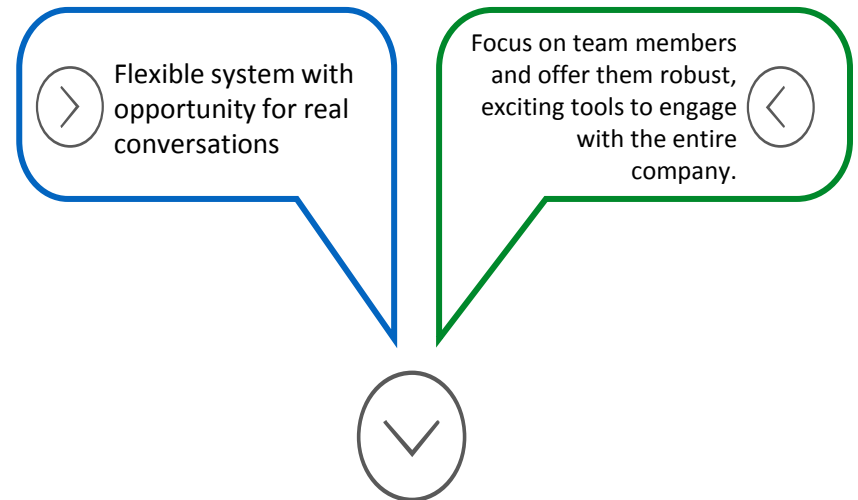 Flexible system with
opportunity for real
conversations
Focus on team members
and offer them robust,
exciting tools to engage
with the entire
company.